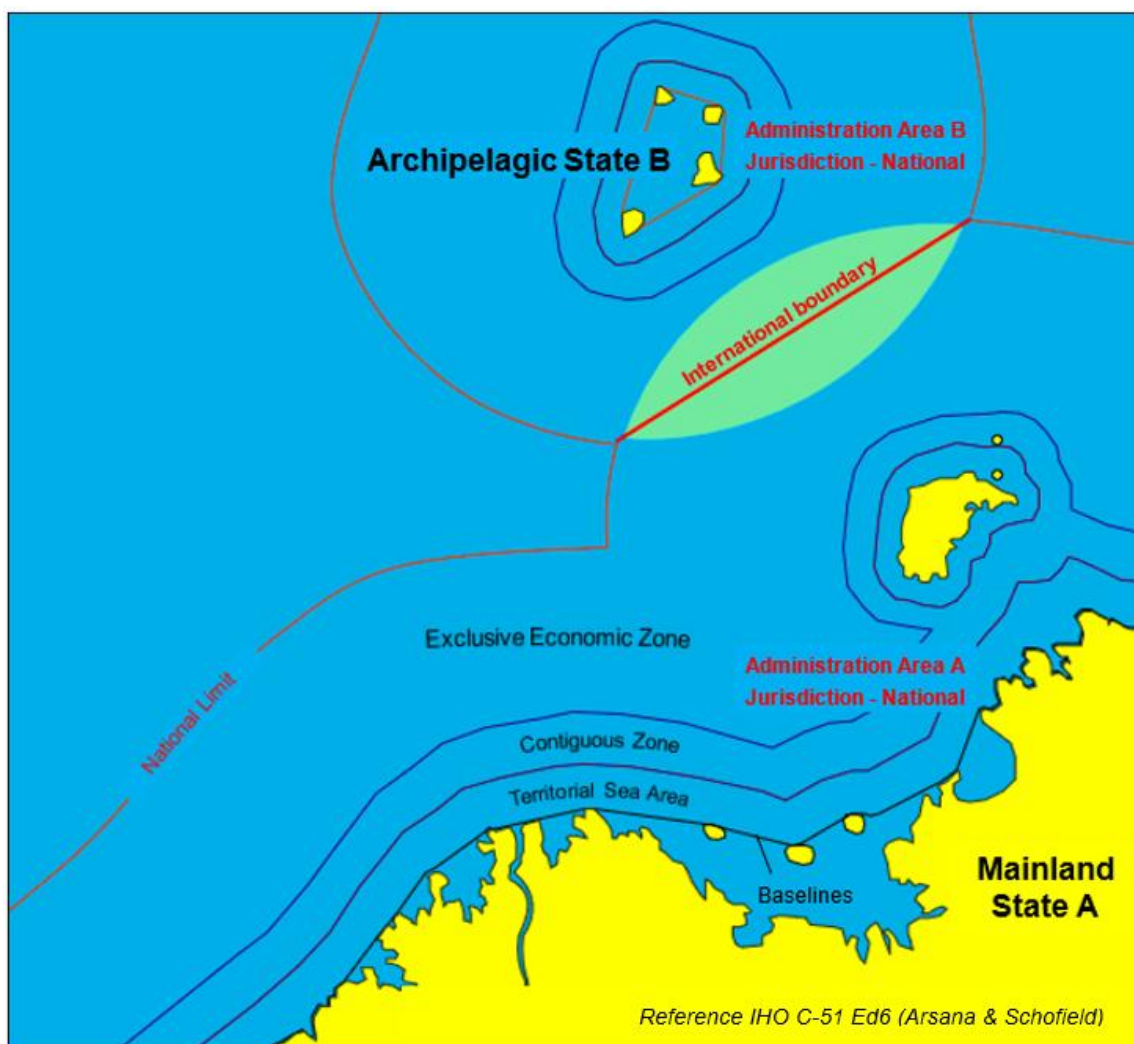 Administration Area B
Jurisdiction - National
Archipelagic State B
International boundary
Exclusive Economic Zone
Administration Area A
Jurisdiction - National
National Limit
Contiguous Zone
Territorial Sea Area
Baselines
Mainland
State A
Reference IHO C-51 Ed6 (Arsana & Schofield)